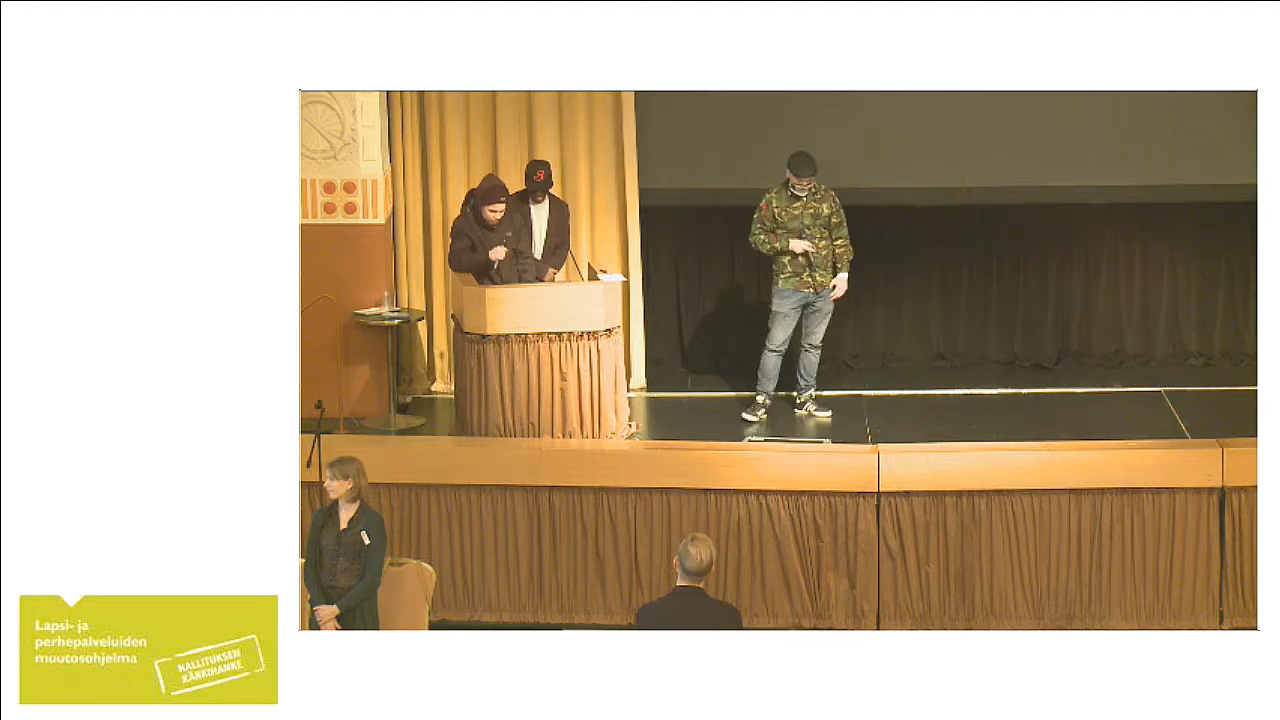 Lapsi- ja
perhepalveluiden
muutosohjelma
HALLITUKSEN
KÄRKIHANKE